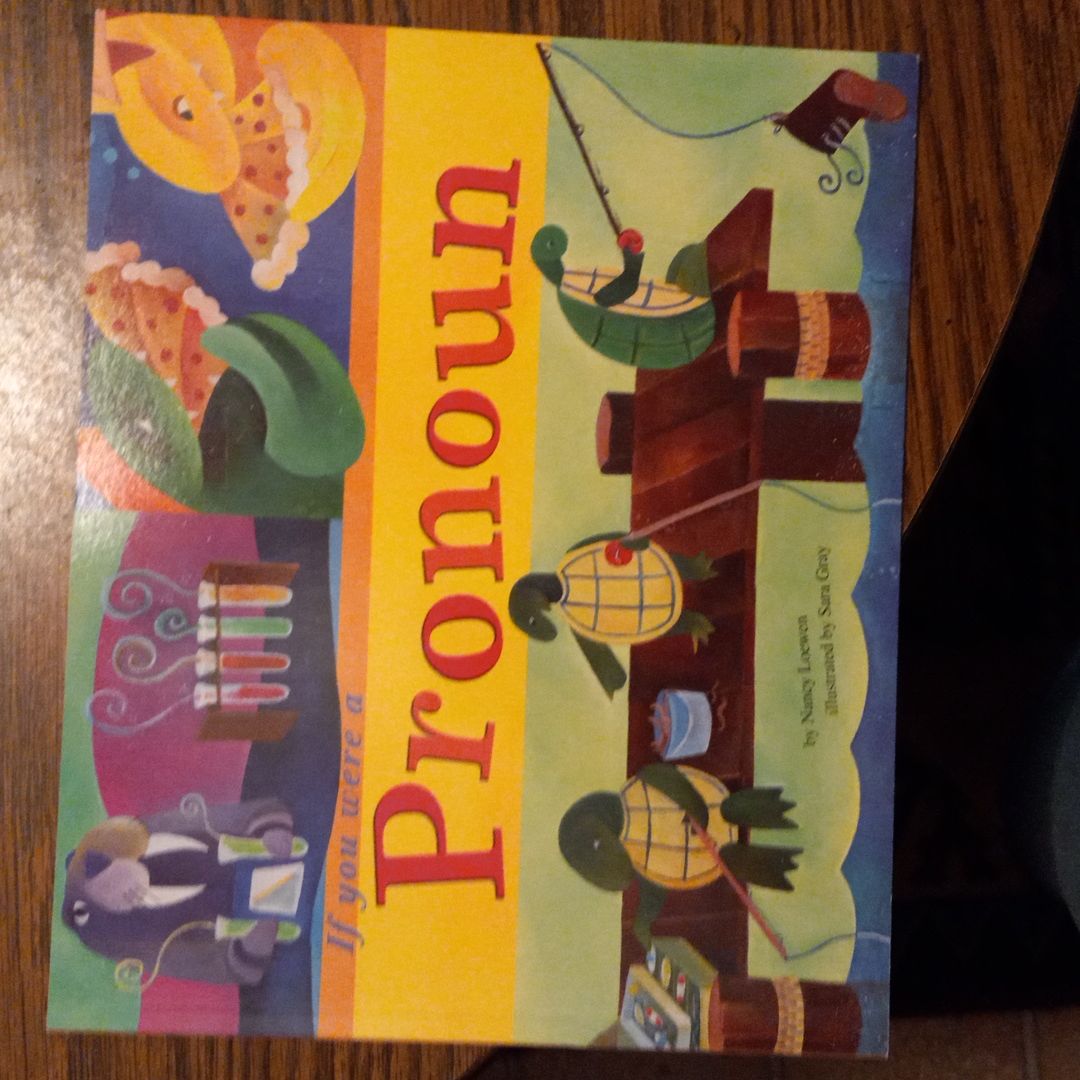 If you were a
Pronoun
by Nancy Loewen
illustrated by Sara Gray